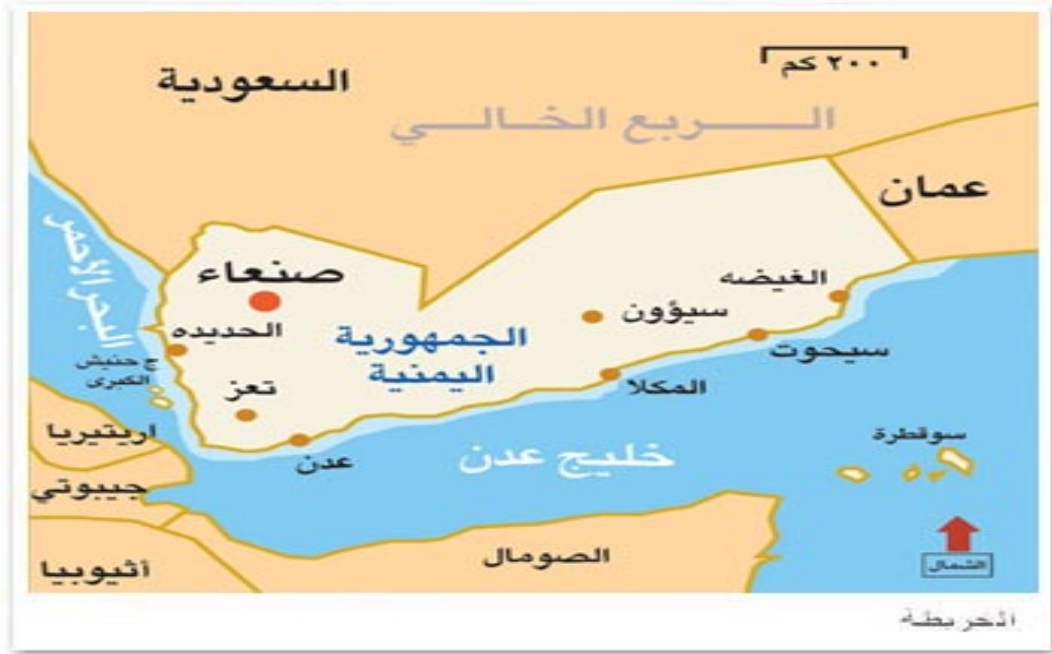 ٢٠٠ كم
السعودية
الربع الخالي
عمان
البحر الاحمر
صنعاء
الغيضه
سيؤون
الحديده
الجمهورية
اليمنية
سيحوت
ج حنيش
الكبرى
المكلا
تعز
اريتيريا
عدن
خليج عدن
سوقطرة
جيبوتي
الصومال
أثيوبيا
الشمال
الخريطة